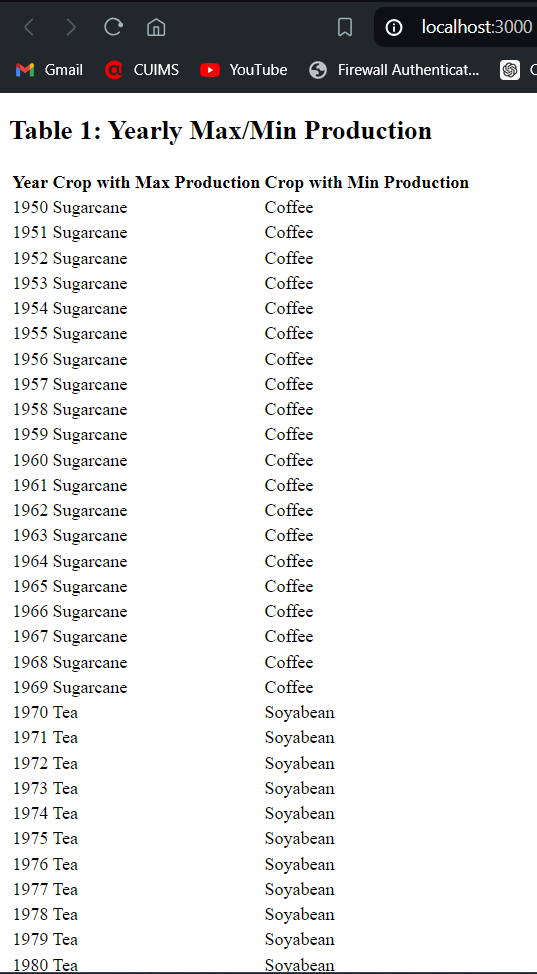 localhost:3000
Gmail CUIMS YouTube Firewall Authenticat... C
Table 1: Yearly Max/Min Production
Year Crop with Max Production Crop with Min Production
1950 Sugarcane Coffee
1951 Sugarcane Coffee
1952 Sugarcane Coffee
1953 Sugarcane Coffee
1954 Sugarcane Coffee
1955 Sugarcane Coffee
1956 Sugarcane Coffee
1957 Sugarcane Coffee
1958 Sugarcane Coffee
1959 Sugarcane Coffee
1960 Sugarcane Coffee
1961 Sugarcane Coffee
1962 Sugarcane Coffee
1963 Sugarcane Coffee
1964 Sugarcane Coffee
1965 Sugarcane Coffee
1966 Sugarcane Coffee
1967 Sugarcane Coffee
1968 Sugarcane Coffee
1969 Sugarcane Coffee
1970 Tea Soyabean
1971 Tea Soyabean
1972 Tea Soyabean
1973 Tea Soyabean
1974 Tea Soyabean
1975 Tea Soyabean
1976 Tea Soyabean
1977 Tea Soyabean
1978 Tea Soyabean
1979 Tea Soyabean
1980 Tea Soyabean